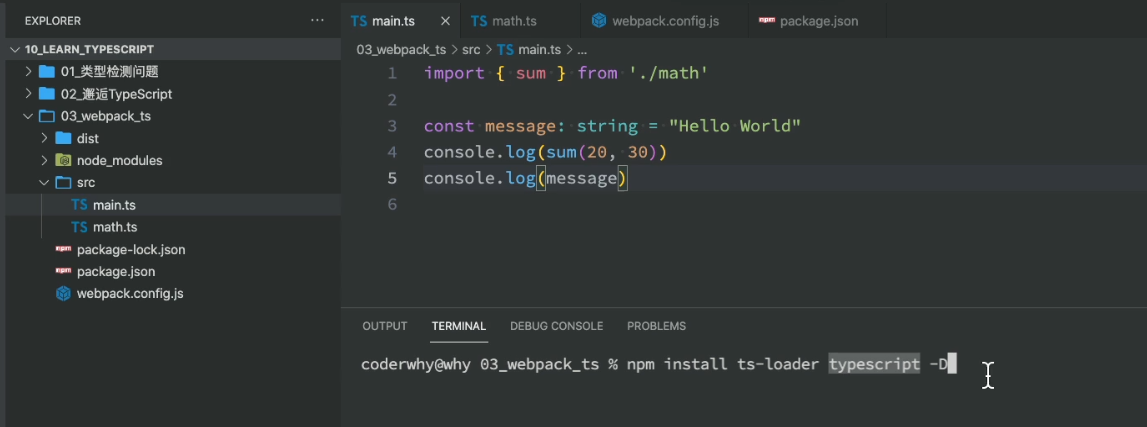 EXPLORER
10_LEARN_TYPESCRIPT
01_类型检测问题
02_邂逅TypeScript
03_webpack_ts
dist
node_modules
src
TS main.ts
TS math.ts
npm package-lock.json
npm package.json
webpack.config.js
TS main.ts TS math.ts webpack.config.js npm package.json
03_webpack_ts > src > TS main.ts > ...
1 import { sum } from './math'
2
3 const message: string = "Hello World"
4 console.log(sum(20, 30))
5 console.log(message)
6
OUTPUT TERMINAL DEBUG CONSOLE PROBLEMS
coderwhy@why 03_webpack_ts % npm install ts-loader typescript -D